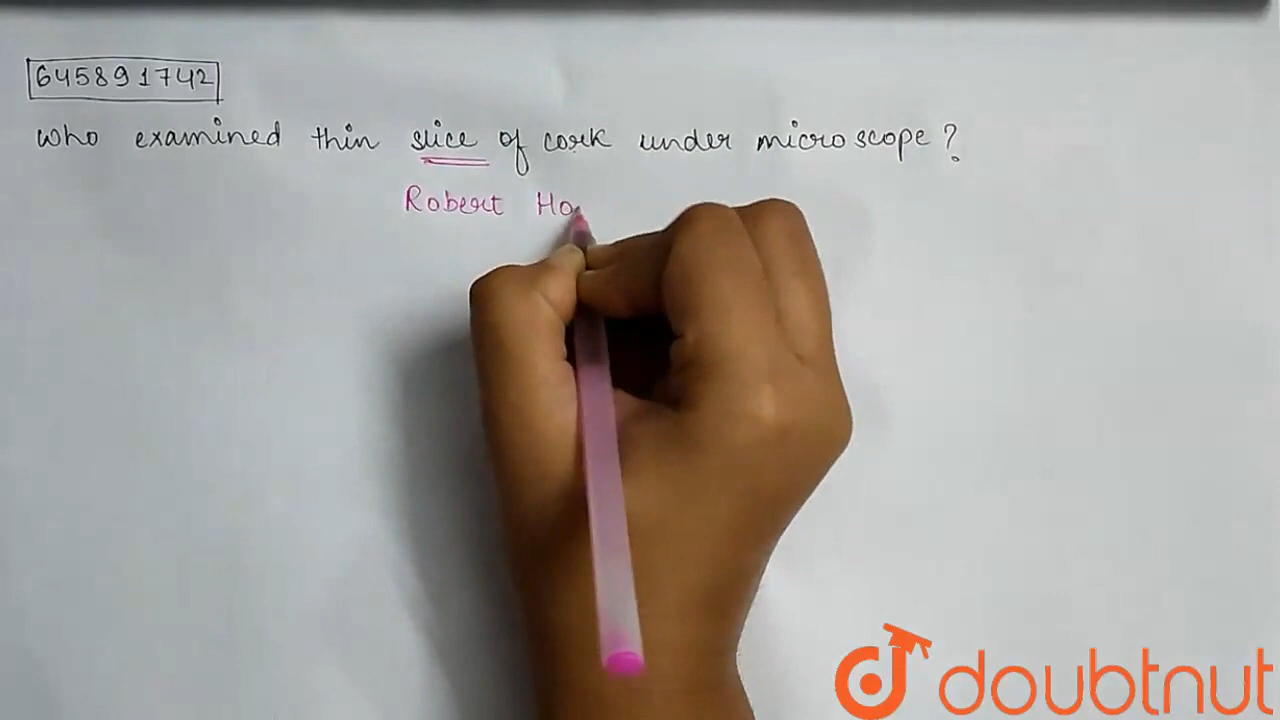 645891742
who examined thin slice of cork under microscope?
Robert Ho
doubtnut